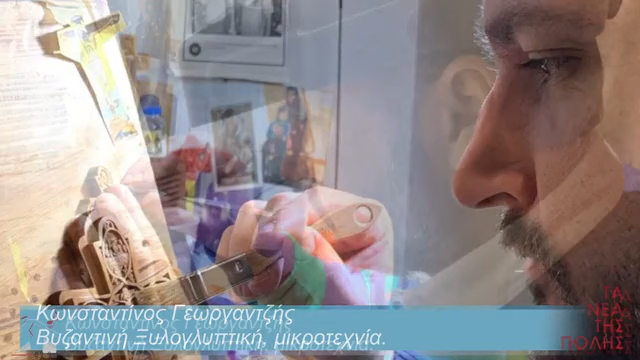 Κωνσταντίνος Γεωργαντζής
Βυζαντινή Ξυλογλυπτική, μικροτεχνία.
ΤΑ
ΝΕΑ
ΤΗΣ
ΠΟΛΗΣ